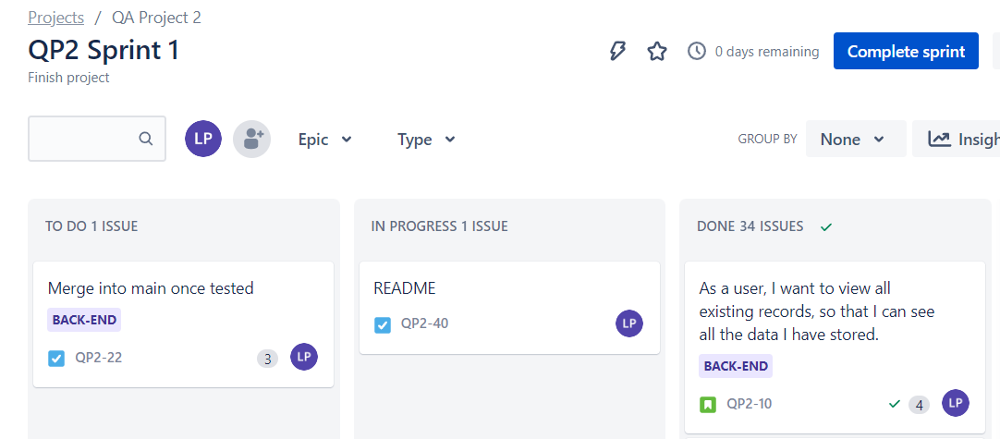 Projects / QA Project 2
QP2 Sprint 1
0 days remaining
Complete sprint
Finish project
LP
Epic
Type
GROUP BY
None
Insigh
TO DO 1 ISSUE
Merge into main once tested
BACK-END
QP2-22
3
LP
IN PROGRESS 1 ISSUE
README
QP2-40
LP
DONE 34 ISSUES
As a user, I want to view all
existing records, so that I can see
all the data I have stored.
BACK-END
QP2-10
4
LP